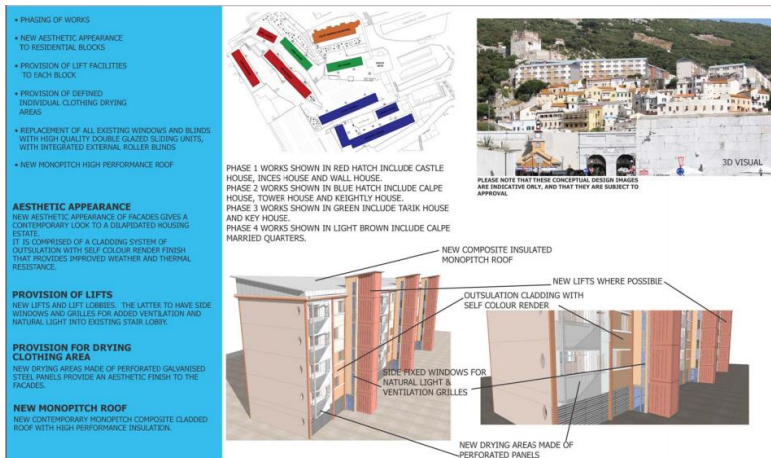 • PHASING OF WORKS
• NEW AESTHETIC APPEARANCE
TO RESIDENTIAL BLOCKS
• PROVISION OF LIFT FACILITIES
TO EACH BLOCK
• PROVISION OF DEFINED
INDIVIDUAL CLOTHING DRYING
AREAS
• REPLACEMENT OF ALL EXISTING WINDOWS AND BLINDS
WITH HIGH QUALITY DOUBLE GLAZED SLIDING UNITS,
WITH INTEGRATED EXTERNAL ROLLER BLINDS
• NEW MONOPITCH HIGH PERFORMANCE ROOF
AESTHETIC APPEARANCE
NEW AESTHETIC APPEARANCE OF FACADES GIVES A
CONTEMPORARY LOOK TO A DILAPIDATED HOUSING
ESTATE.
IT IS COMPRISED OF A CLADDING SYSTEM OF
OUTSULATION WITH SELF COLOUR RENDER FINISH
THAT PROVIDES IMPROVED WEATHER AND THERMAL
RESISTANCE.
PROVISION OF LIFTS
NEW LIFTS AND LIFT LOBBIES. THE LATTER TO HAVE SIDE
WINDOWS AND GRILLES FOR ADDED VENTILATION AND
NATURAL LIGHT INTO EXISTING STAIR LOBBY.
PROVISION FOR DRYING
CLOTHING AREA
NEW DRYING AREAS MADE OF PERFORATED GALVANISED
STEEL PANELS PROVIDE AN AESTHETIC FINISH TO THE
FACADES.
NEW MONOPITCH ROOF
NEW CONTEMPORARY MONOPITCH COMPOSITE CLADDED
ROOF WITH HIGH PERFORMANCE INSULATION.
PHASE 1 WORKS SHOWN IN RED HATCH INCLUDE CASTLE
HOUSE, INCES HOUSE AND WALL HOUSE.
PHASE 2 WORKS SHOWN IN BLUE HATCH INCLUDE CALPE
HOUSE, TOWER HOUSE AND KEIGHTLY HOUSE.
PHASE 3 WORKS SHOWN IN GREEN INCLUDE TARIK HOUSE
AND KEY HOUSE.
PHASE 4 WORKS SHOWN IN LIGHT BROWN INCLUDE CALPE
MARRIED QUARTERS.
3D VISUAL
PLEASE NOTE THAT THESE CONCEPTUAL DESIGN IMAGES
ARE INDICATIVE ONLY, AND THAT THEY ARE SUBJECT TO
APPROVAL
NEW COMPOSITE INSULATED
MONOPITCH ROOF
NEW LIFTS WHERE POSSIBLE
OUTSULATION CLADDING WITH
SELF COLOUR RENDER
SIDE FIXED WINDOWS FOR
NATURAL LIGHT &
VENTILATION GRILLES
NEW DRYING AREAS MADE OF
PERFORATED PANELS